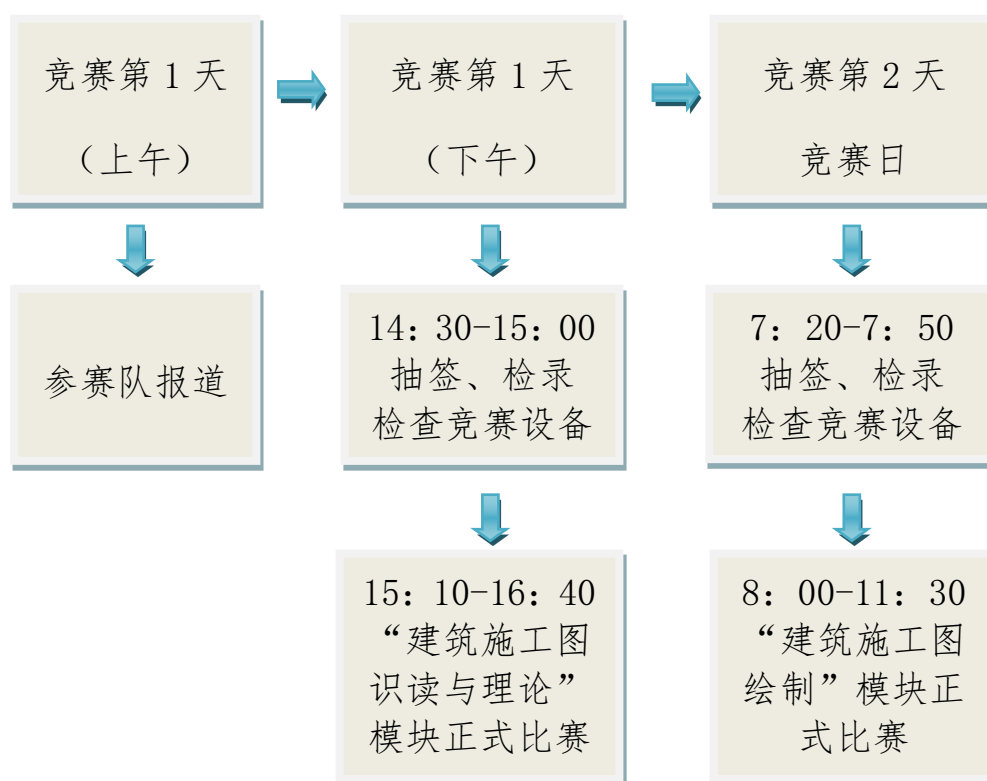 竞赛第1天
（上午）
竞赛第1天
（下午）
竞赛第2天
竞赛日
参赛队报道
14：30-15：00
抽签、检录
检查竞赛设备
7：20-7：50
抽签、检录
检查竞赛设备
15：10-16：40
“建筑施工图
识读与理论”
模块正式比赛
8：00-11：30
“建筑施工图
绘制”模块正
式比赛